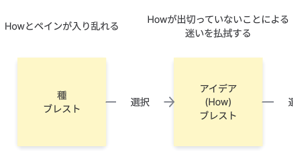 Howとペインが入り乱れる
Howが出切っていないことによる
迷いを払拭する
種
ブレスト
選択
アイデア
(How)
ブレスト